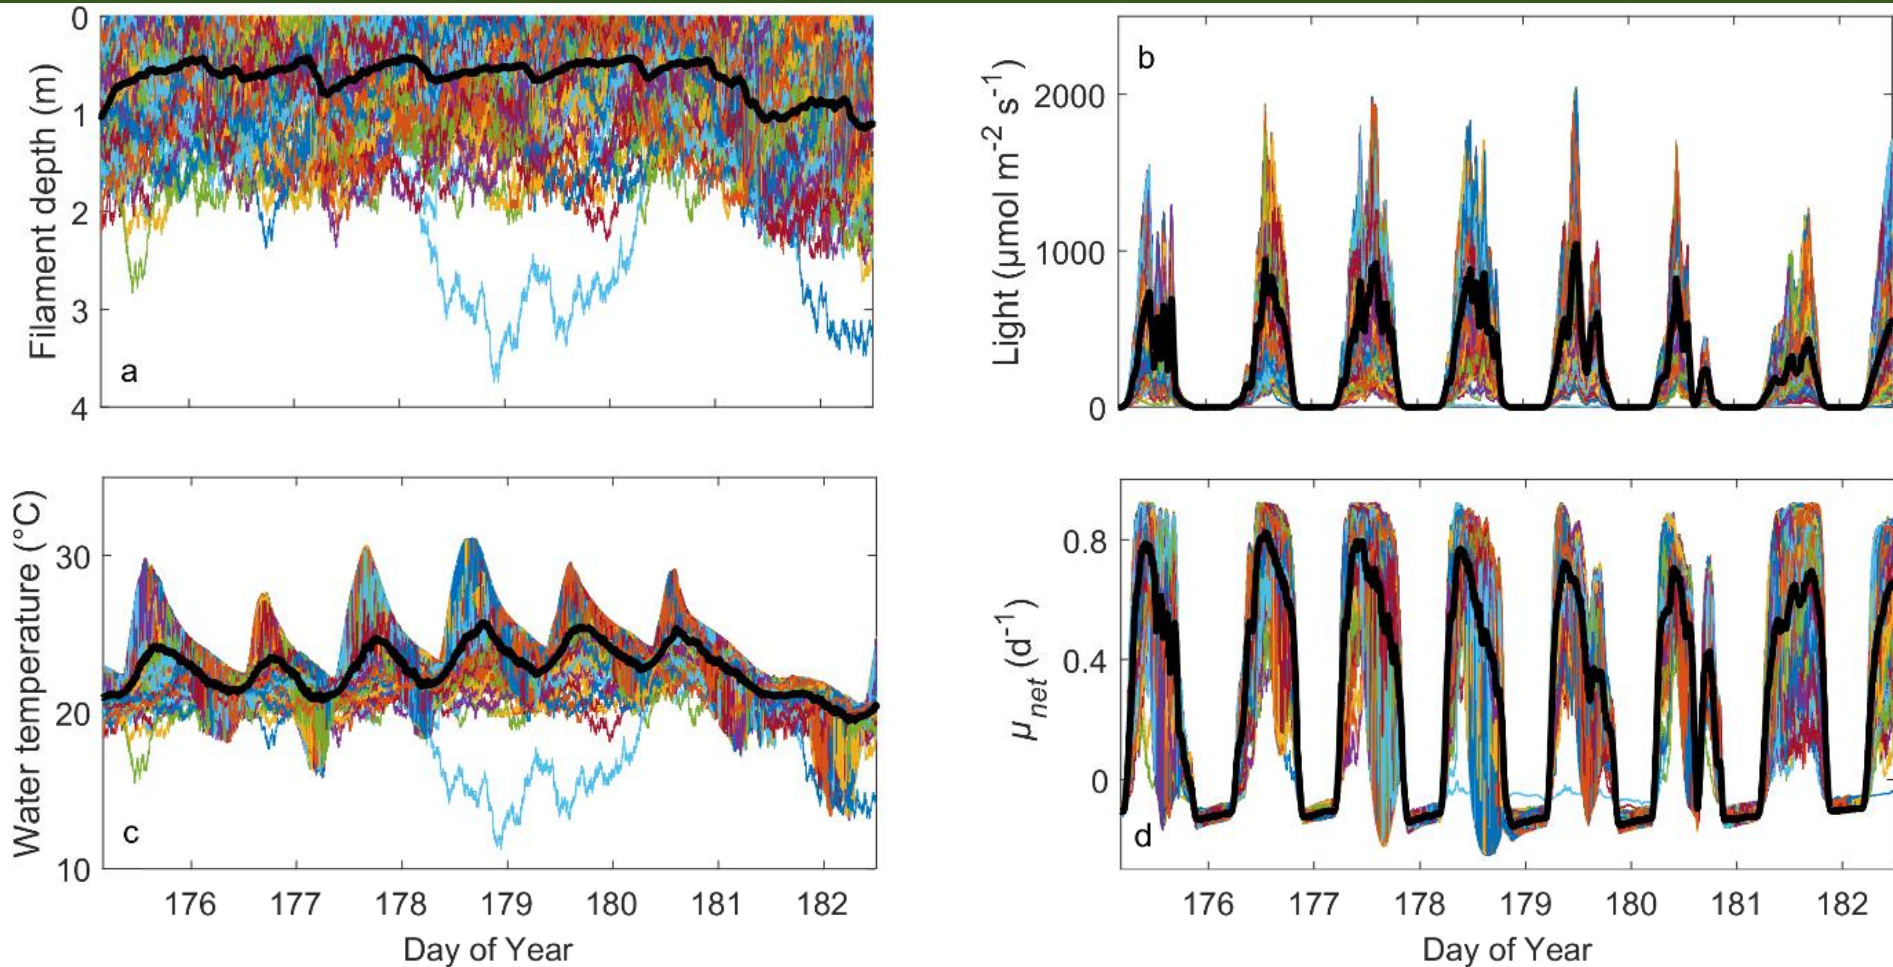 0
1
2
3
4
Filament depth (m)
a
2000
1000
0
Light (µmol m⁻² s⁻¹)
b
30
20
10
Water temperature (°C)
c
176 177 178 179 180 181 182
Day of Year
0.8
0.4
0
µ net (d⁻¹)
d
176 177 178 179 180 181 182
Day of Year